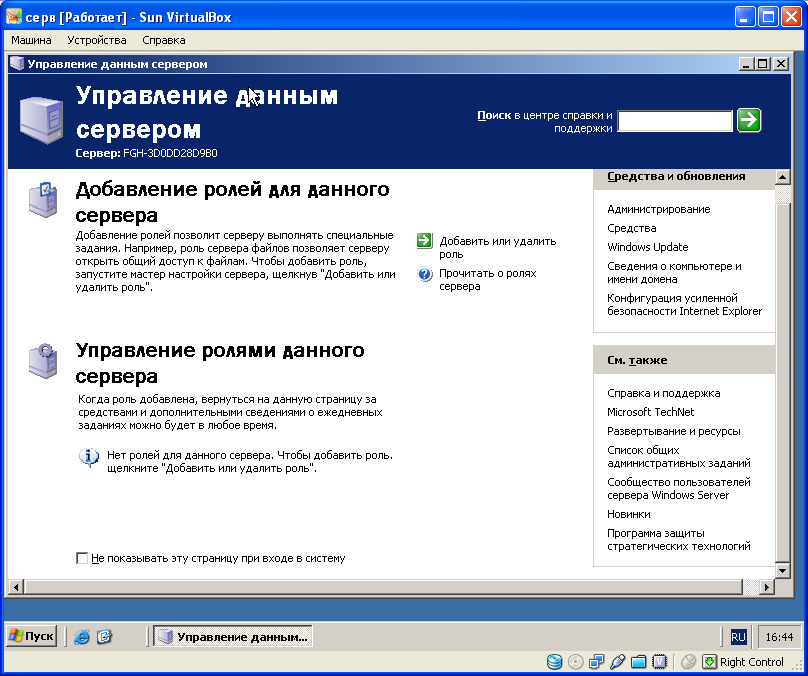 серв [Работает] - Sun VirtualBox
Машина Устройства Справка
Управление данным сервером
Управление данным
сервером
Сервер: FGH-3D0DD28D9B0
Поиск в центре справки и
поддержки
Добавление ролей для данного
сервера
Добавление ролей позволит серверу выполнять специальные
задания. Например, роль сервера файлов позволяет серверу
открыть общий доступ к файлам. Чтобы добавить роль,
запустите мастер настройки сервера, щелкнув "Добавить или
удалить роль".
Добавить или удалить
роль
Прочитать о ролях
сервера
Управление ролями данного
сервера
Когда роль добавлена, вернуться на данную страницу за
средствами и дополнительными сведениями о ежедневных
заданиях можно будет в любое время.
Нет ролей для данного сервера. Чтобы добавить роль.
щелкните "Добавить или удалить роль".
Не показывать эту страницу при входе в систему
Средства и обновления
Администрирование
Средства
Windows Update
Сведения о компьютере и
имени домена
Конфигурация усиленной
безопасности Internet Explorer
См. также
Справка и поддержка
Microsoft TechNet
Развертывание и ресурсы
Список общих
административных заданий
Сообщество пользователей
сервера Windows Server
Новинки
Программа защиты
стратегических технологий
Пуск Управление данным... RU 16:44
Right Control